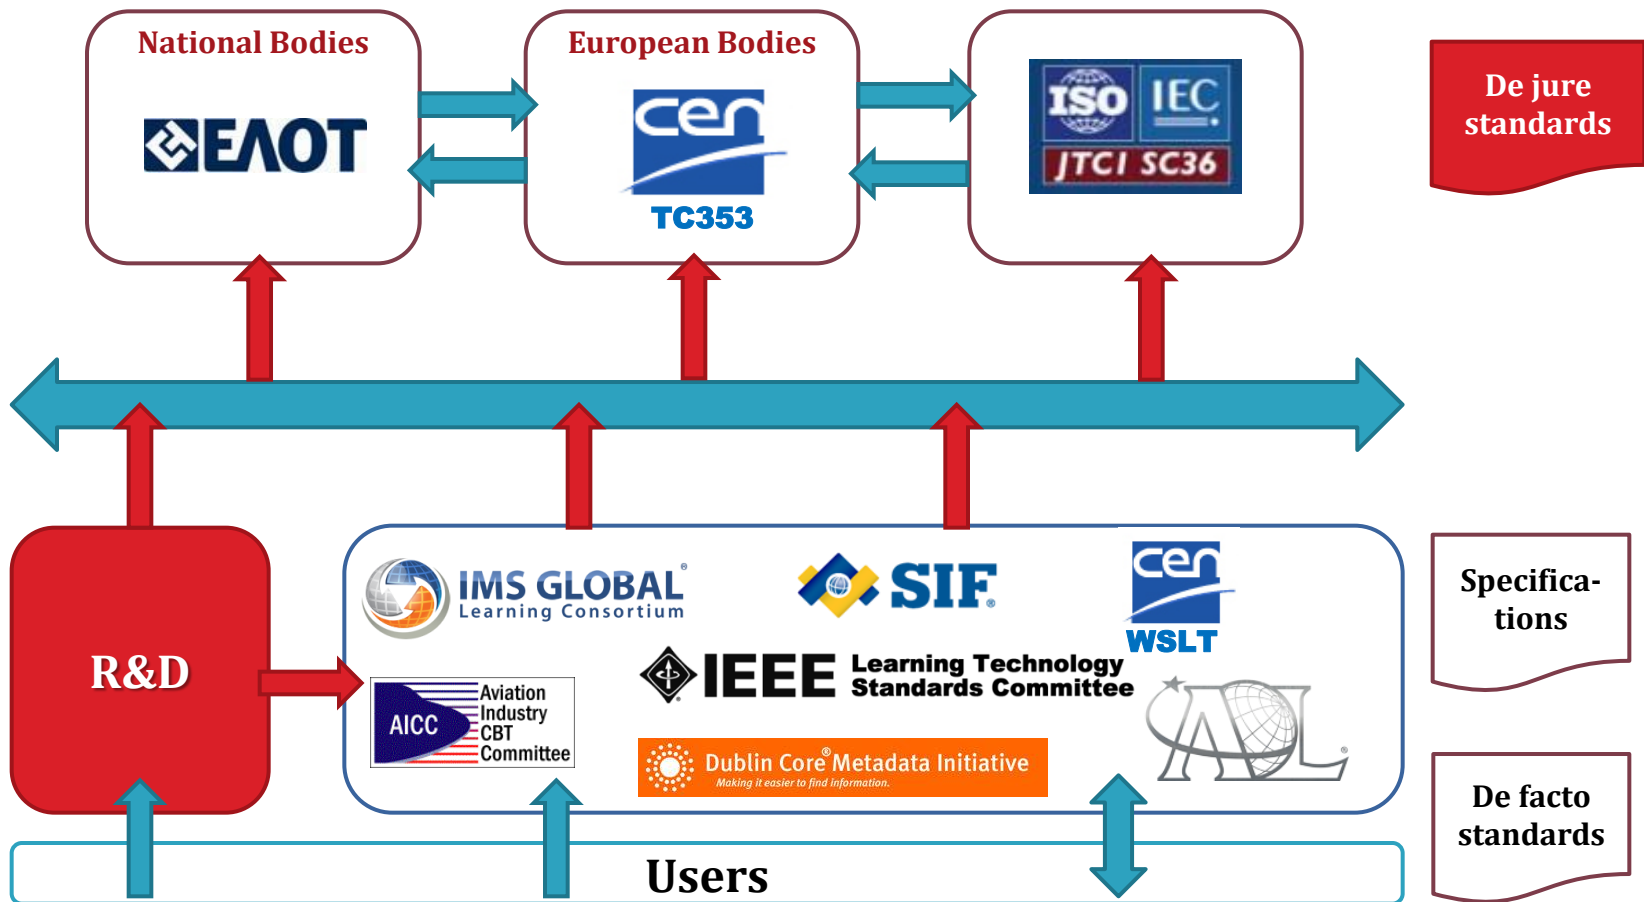 National Bodies
ΕΛΟΤ
European Bodies
cen
TC353
ISO IEC
JTC1 SC36
De jure
standards
R&D
IMS GLOBAL®
Learning Consortium
SIF®
cen
WSLT
IEEE Learning Technology
Standards Committee
AICC
Aviation
Industry
CBT
Committee
Dublin Core® Metadata Initiative
Making it easier to find information.
ADL®
Specifica-
tions
De facto
standards
Users